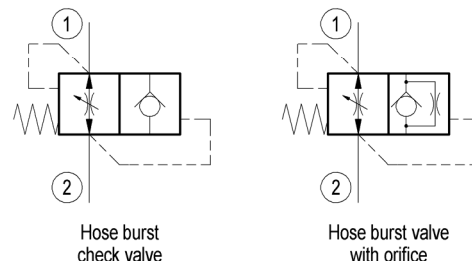 1
1
2
2
Hose burst
check valve
Hose burst valve
with orifice